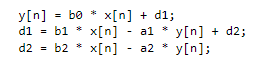 y[n] = b0 * x[n] + d1;
d1 = b1 * x[n] - a1 * y[n] + d2;
d2 = b2 * x[n] - a2 * y[n];